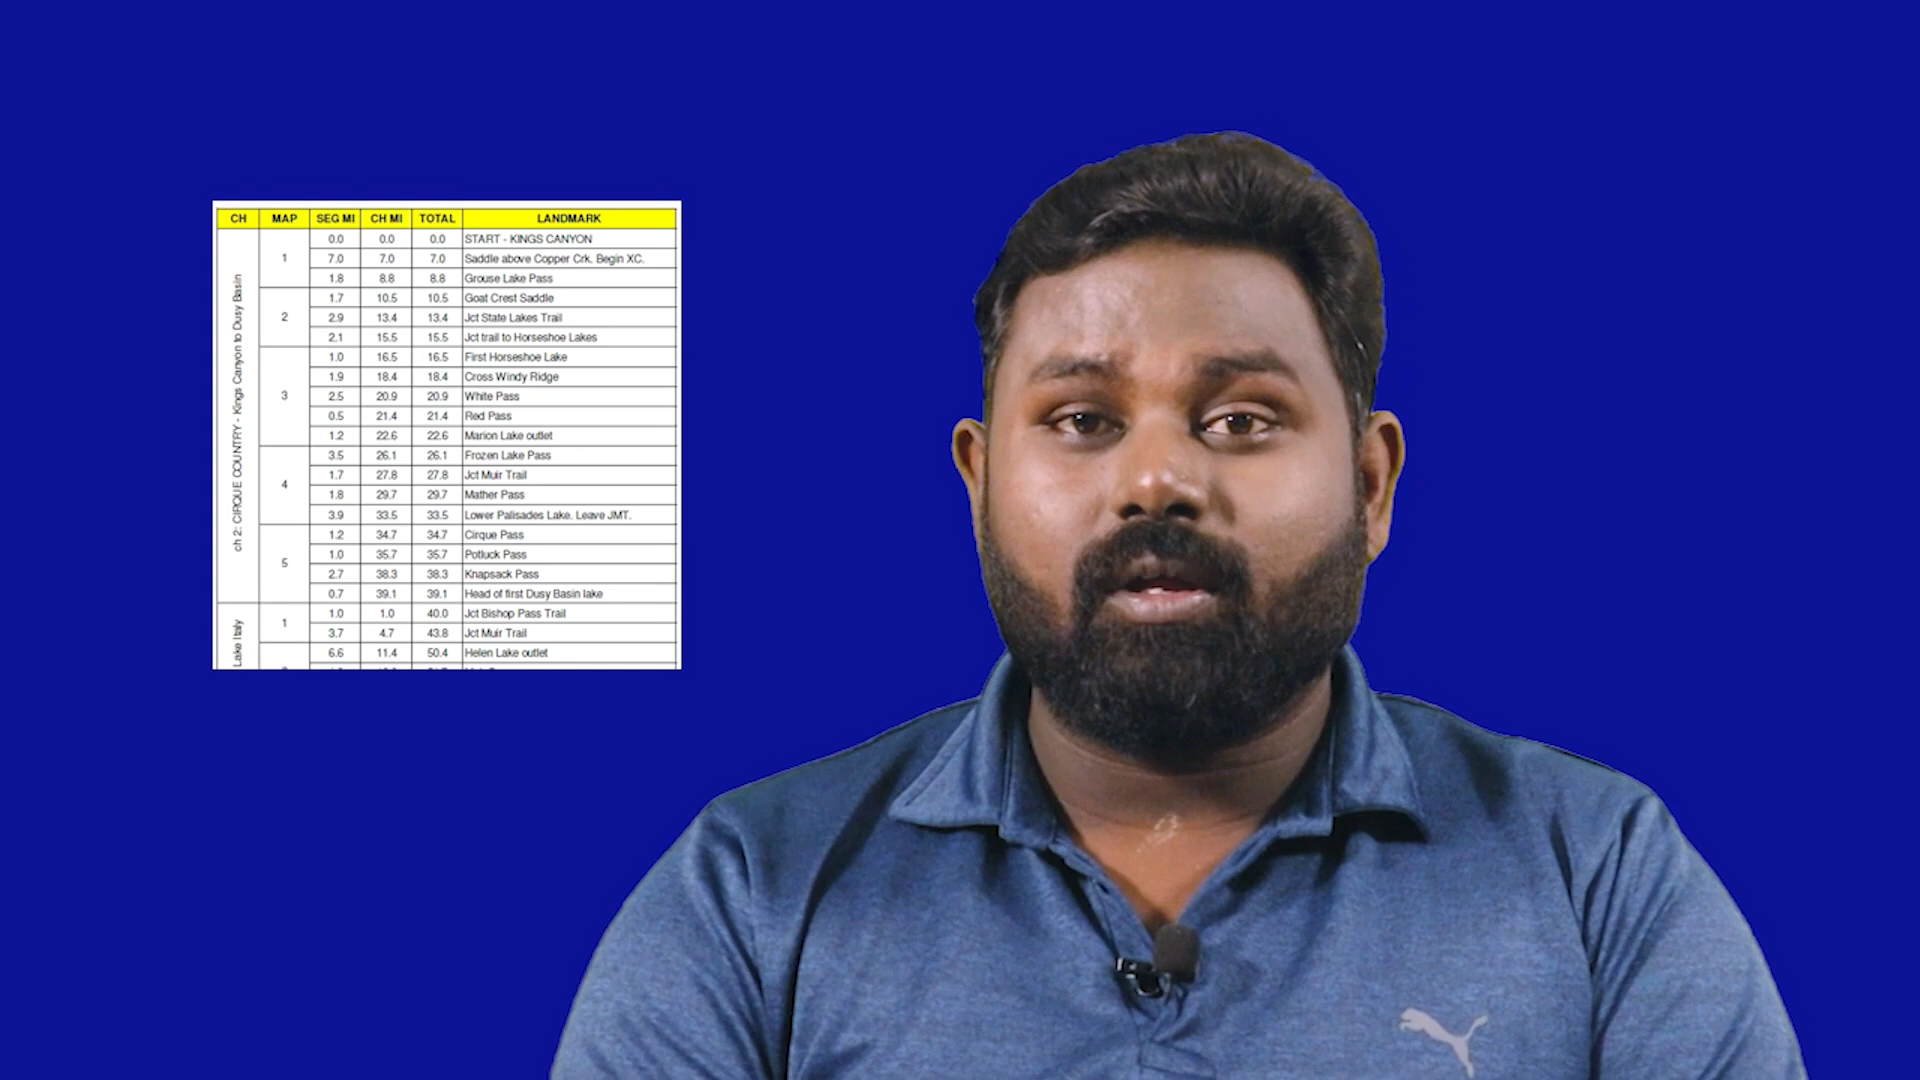 CH MAP SEG MI CH MI TOTAL LANDMARK
ch 2: CIRQUE COUNTRY - Kings Canyon to Dusy Basin
1
0.0 0.0 0.0 START - KINGS CANYON
7.0 7.0 7.0 Saddle above Copper Crk. Begin XC.
1.8 8.8 8.8 Grouse Lake Pass
2
1.7 10.5 10.5 Goat Crest Saddle
2.9 13.4 13.4 Jct State Lakes Trail
2.1 15.5 15.5 Jct trail to Horseshoe Lakes
3
1.0 16.5 16.5 First Horseshoe Lake
1.9 18.4 18.4 Cross Windy Ridge
2.5 20.9 20.9 White Pass
0.5 21.4 21.4 Red Pass
1.2 22.6 22.6 Marion Lake outlet
4
3.5 26.1 26.1 Frozen Lake Pass
1.7 27.8 27.8 Jct Muir Trail
1.8 29.7 29.7 Mather Pass
3.9 33.5 33.5 Lower Palisades Lake. Leave JMT.
5
1.2 34.7 34.7 Cirque Pass
1.0 35.7 35.7 Potluck Pass
2.7 38.3 38.3 Knapsack Pass
0.7 39.1 39.1 Head of first Dusy Basin lake
Lake Italy
1
1.0 1.0 40.0 Jct Bishop Pass Trail
3.7 4.7 43.8 Jct Muir Trail
6.6 11.4 50.4 Helen Lake outlet